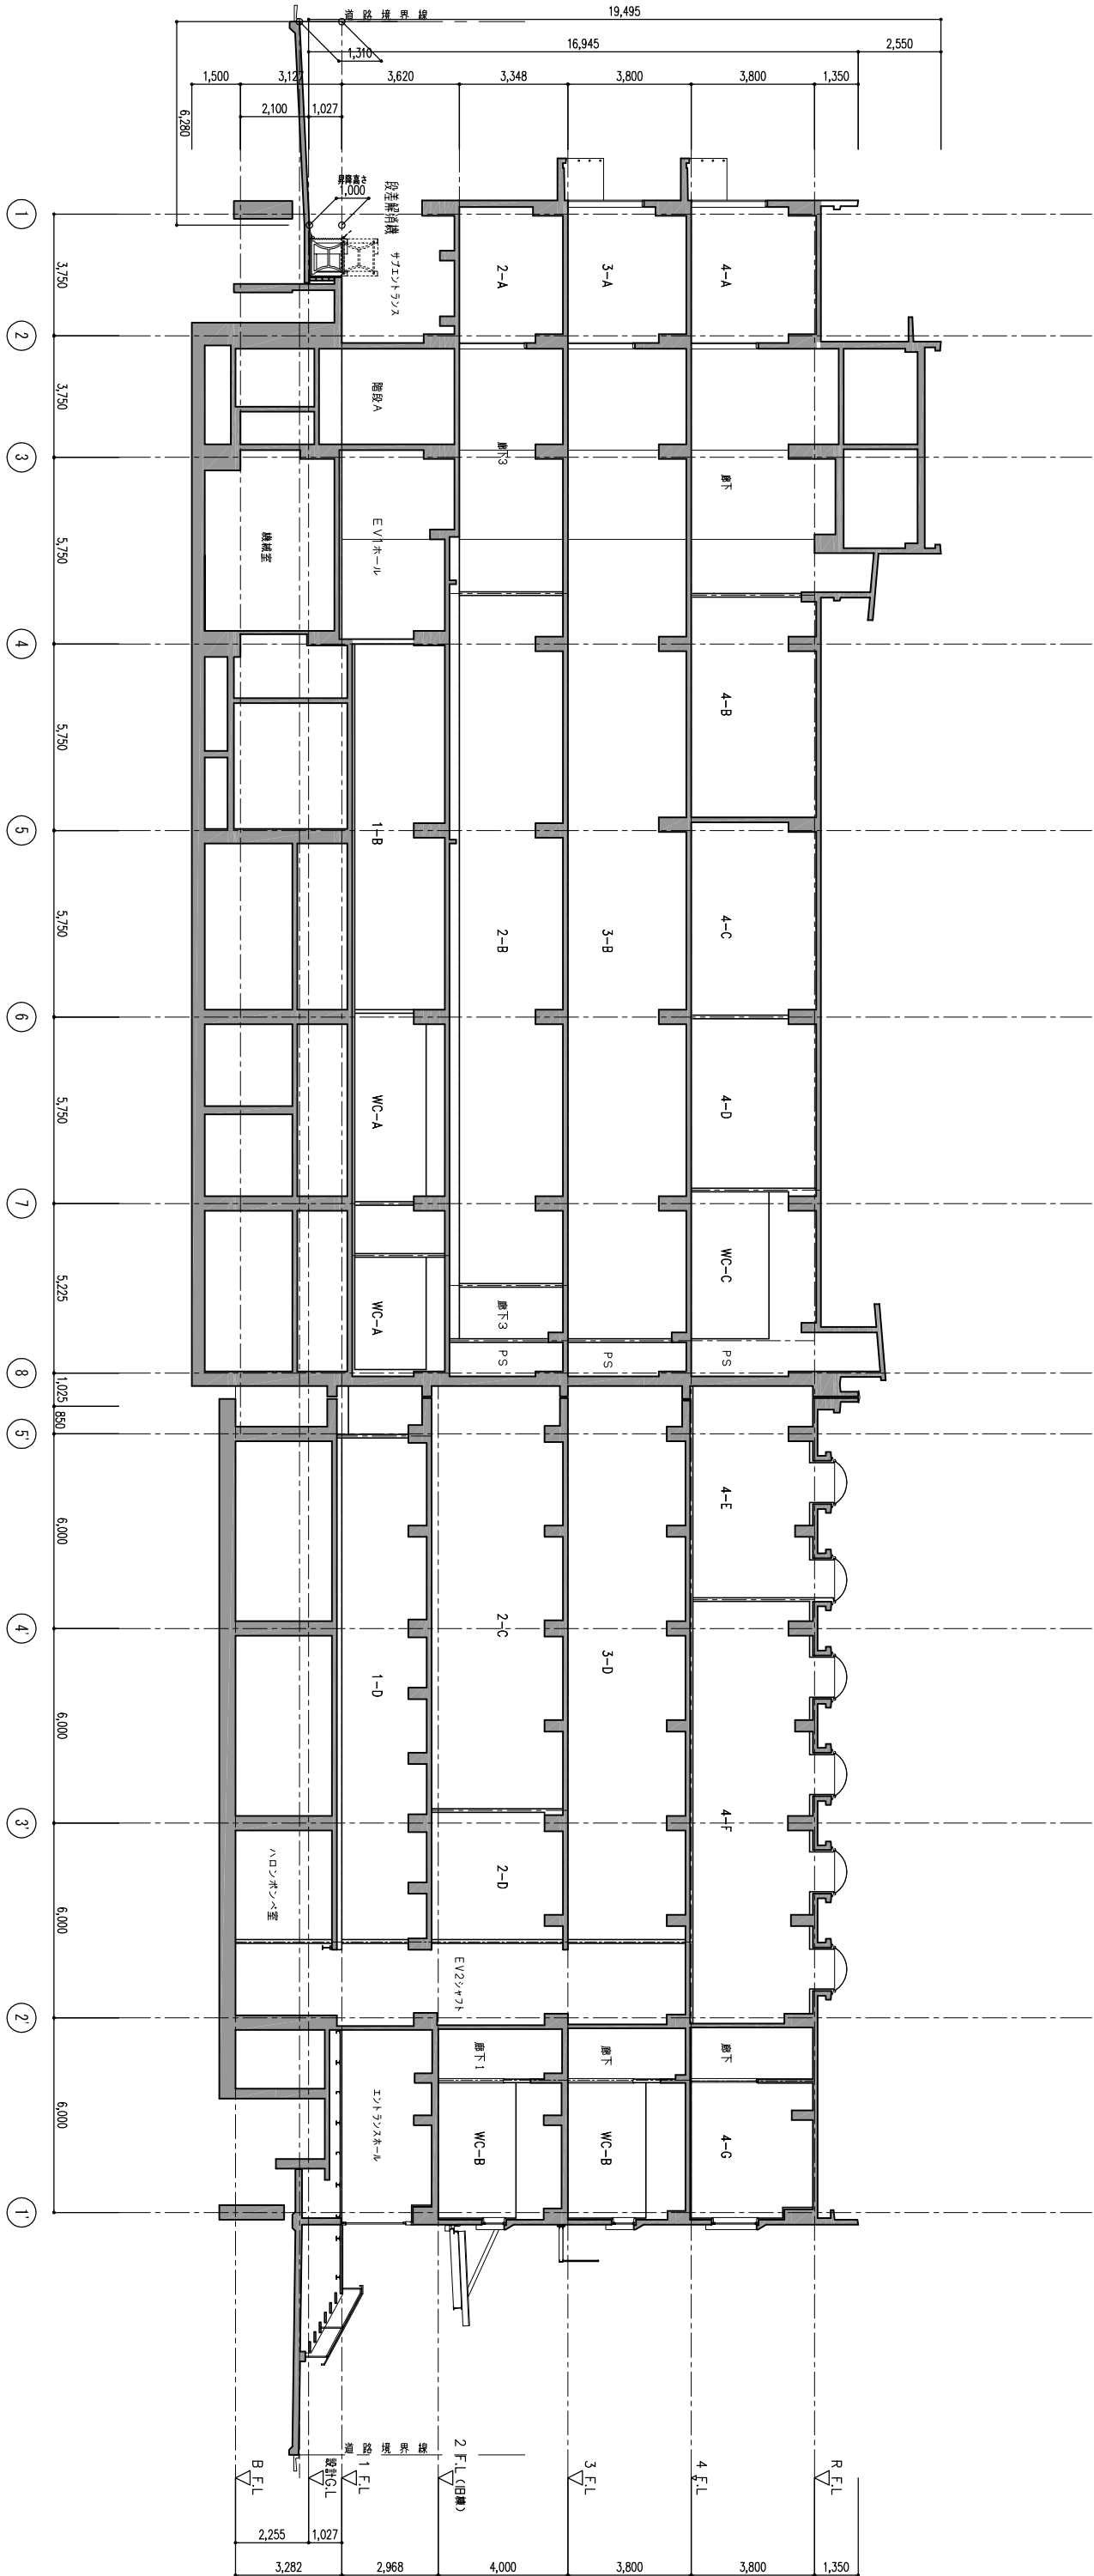 道路境界線
19,495
16,945
2,550
1,310
1,500
3,127
3,620
3,348
3,800
3,800
1,350
2,100
1,027
6,280
昇降高さ
1,000
段差解消機
サブエントランス
1
3,750
2
3,750
3
5,750
4
5,750
5
5,750
6
5,750
7
5,225
8
1,025
850
5'
6,000
4'
6,000
3'
6,000
2'
6,000
1'
2-A
3-A
4-A
階段A
廊下3
廊下
機械室
EV1ホール
4-B
1-B
2-B
3-B
4-C
WC-A
4-D
WC-A
廊下3
WC-C
PS
PS
PS
4-E
2-C
1-D
3-D
4-F
2-D
ハロンボンベ室
EV2シャフト
廊下1
廊下
廊下
エントランスホール
WC-B
WC-B
4-G
道路境界線
B F.L
設計G.L
1 F.L
2 F.L (旧棟)
3 F.L
4 F.L
R F.L
2,255
1,027
3,282
2,968
4,000
3,800
3,800
1,350